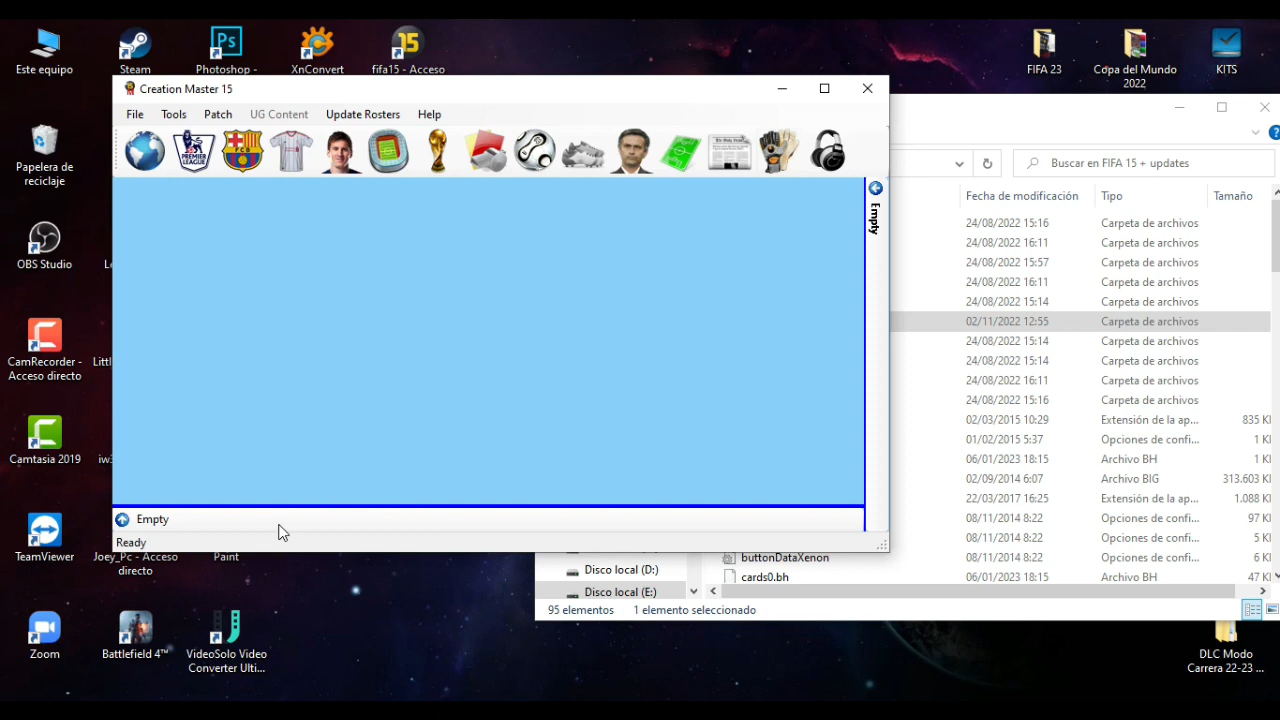 Este equipo
Steam
Photoshop -
XnConvert
fifa15 - Acceso
FIFA 23
Copa del Mundo
2022
KITS
Papelera de
reciclaje
OBS Studio
CamRecorder -
Acceso directo
Camtasia 2019
TeamViewer
Joey_Pc - Acceso
directo
Paint
Zoom
Battlefield 4™
VideoSolo Video
Converter Ulti...
DLC Modo
Carrera 22-23 ...
Creation Master 15
File Tools Patch UG Content Update Rosters Help
Empty
Empty
Ready
Buscar en FIFA 15 + updates
Fecha de modificación Tipo Tamaño
24/08/2022 15:16 Carpeta de archivos
24/08/2022 16:11 Carpeta de archivos
24/08/2022 15:57 Carpeta de archivos
24/08/2022 16:11 Carpeta de archivos
24/08/2022 15:14 Carpeta de archivos
02/11/2022 12:55 Carpeta de archivos
24/08/2022 15:14 Carpeta de archivos
24/08/2022 15:14 Carpeta de archivos
24/08/2022 16:11 Carpeta de archivos
24/08/2022 15:16 Carpeta de archivos
02/03/2015 10:29 Extensión de la ap... 835 KI
01/02/2015 5:37 Opciones de confi... 1 KI
06/01/2023 18:15 Archivo BH 1 KI
02/09/2014 6:07 Archivo BIG 313.603 KI
22/03/2017 16:25 Extensión de la ap... 1.088 KI
08/11/2014 8:22 Opciones de confi... 97 KI
08/11/2014 8:22 Opciones de confi... 5 KI
buttonDataXenon 08/11/2014 8:22 Opciones de confi... 6 KI
cards0.bh 06/01/2023 18:15 Archivo BH 47 KI
Disco local (D:)
Disco local (E:)
95 elementos 1 elemento seleccionado